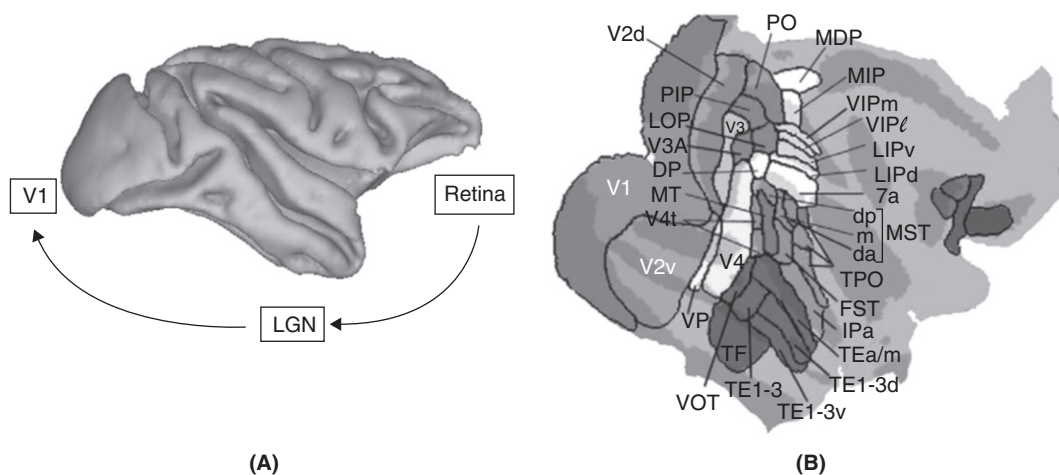 V1
Retina
LGN
(A)
PO
V2d
MDP
MIP
PIP
VIPm
LOP
V3
VIPℓ
V3A
LIPv
DP
LIPd
V1
7a
MT
dp
V4t
m
MST
da
V2v
V4
TPO
FST
VP
IPa
TF
TEa/m
TE1-3
TE1-3d
VOT
TE1-3v
(B)